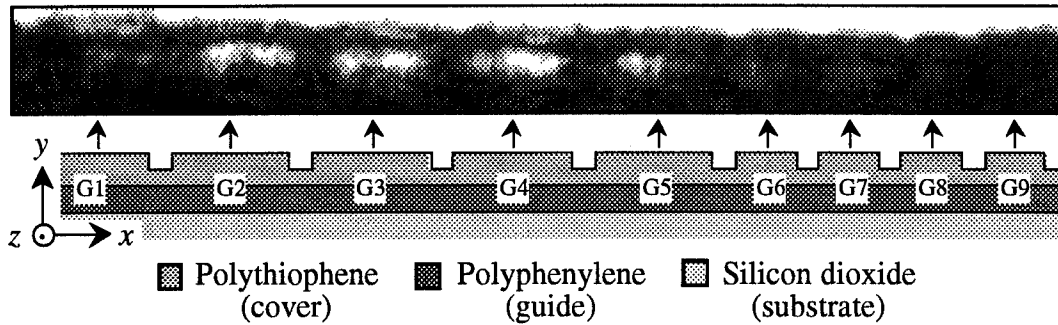 y
G1 G2 G3 G4 G5 G6 G7 G8 G9
z x
Polythiophene (cover)
Polyphenylene (guide)
Silicon dioxide (substrate)